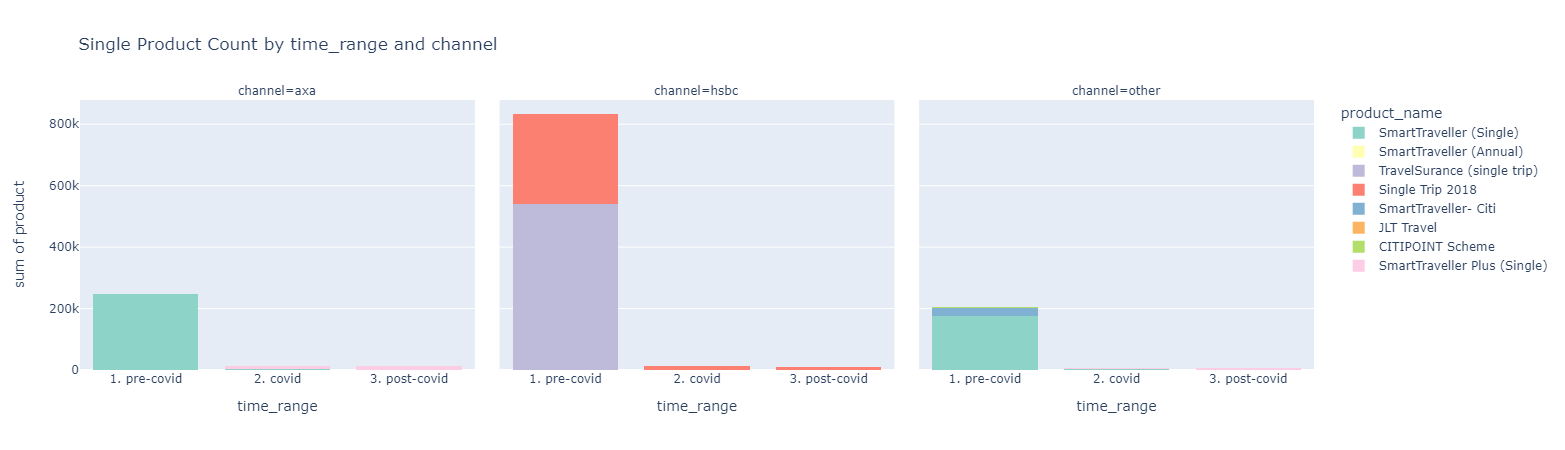 Single Product Count by time_range and channel
channel=axa
channel=hsbc
channel=other
product_name
SmartTraveller (Single)
SmartTraveller (Annual)
TravelSurance (single trip)
Single Trip 2018
SmartTraveller- Citi
JLT Travel
CITIPOINT Scheme
SmartTraveller Plus (Single)
sum of product
800k
600k
400k
200k
0
1. pre-covid 2. covid 3. post-covid
1. pre-covid 2. covid 3. post-covid
1. pre-covid 2. covid 3. post-covid
time_range
time_range
time_range